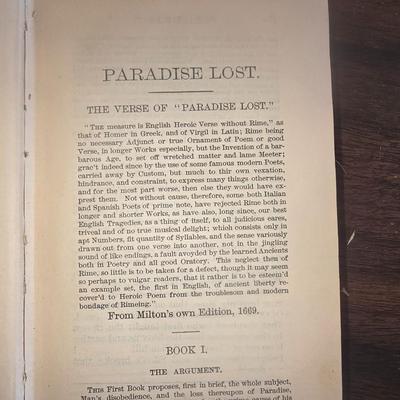 PARADISE LOST.
THE VERSE OF "PARADISE LOST."
"THE measure is English Heroic Verse without Rime," as
that of Homer in Greek, and of Virgil in Latin; Rime being
no necessary Adjunct or true Ornament of Poem or good
Verse, in longer Works especially, but the Invention of a bar-
barous Age, to set off wretched matter and lame Meeter;
grac't indeed since by the use of some famous modern Poets,
carried away by Custom, but much to thir own vexation,
hindrance, and constraint, to express many things otherwise,
and for the most part worse, then else they would have ex-
prest them. Not without cause, therefore, some both Italian
and Spanish Poets of prime note, have rejected Rime both in
longer and shorter Works, as have also, long since, our best
English Tragedies, as a thing of itself, to all judicious eares,
triveal and of no true musical delight; which consists only in
apt Numbers, fit quantity of Syllables, and the sense variously
drawn out from one verse into another, not in the jingling
sound of like endings, a fault avoyded by the learned Ancients
both in Poetry and all good Oratory. This neglect then of
Rime, so little is to be taken for a defect, though it may seem
so perhaps to vulgar readers, that it rather is to be esteem'd
an example set, the first in English, of ancient liberty re-
cover'd to Heroic Poem from the troublesom and modern
bondage of Rimeing."
From Milton's own Edition, 1669.
BOOK I.
THE ARGUMENT.
THIS First Book proposes, first in brief, the whole subject,
Man's disobedience, and the loss thereupon of Paradise,